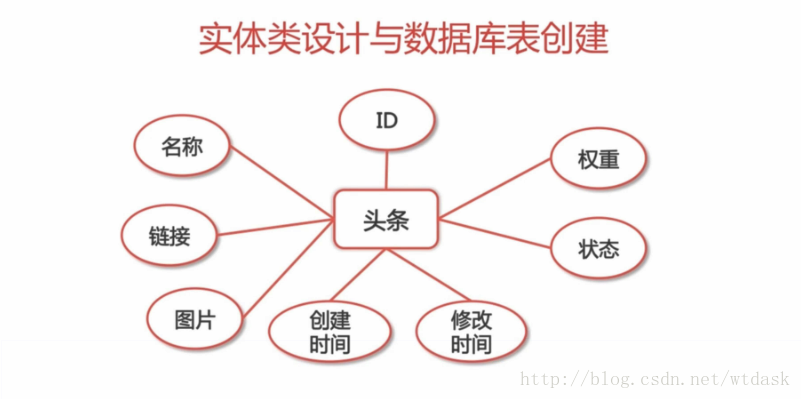 实体类设计与数据库表创建
ID
名称
权重
头条
链接
状态
图片
创建
时间
修改
时间
http://blog.csdn.net/wtdask